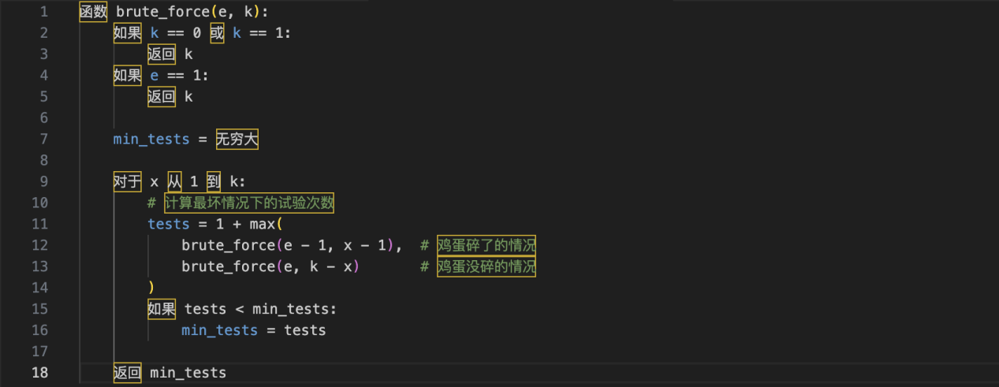 1 函数 brute_force(e, k):
2 如果 k == 0 或 k == 1:
3 返回 k
4 如果 e == 1:
5 返回 k
6
7 min_tests = 无穷大
8
9 对于 x 从 1 到 k:
10 # 计算最坏情况下的试验次数
11 tests = 1 + max(
12 brute_force(e - 1, x - 1), # 鸡蛋碎了的情况
13 brute_force(e, k - x) # 鸡蛋没碎的情况
14 )
15 如果 tests < min_tests:
16 min_tests = tests
17
18 返回 min_tests